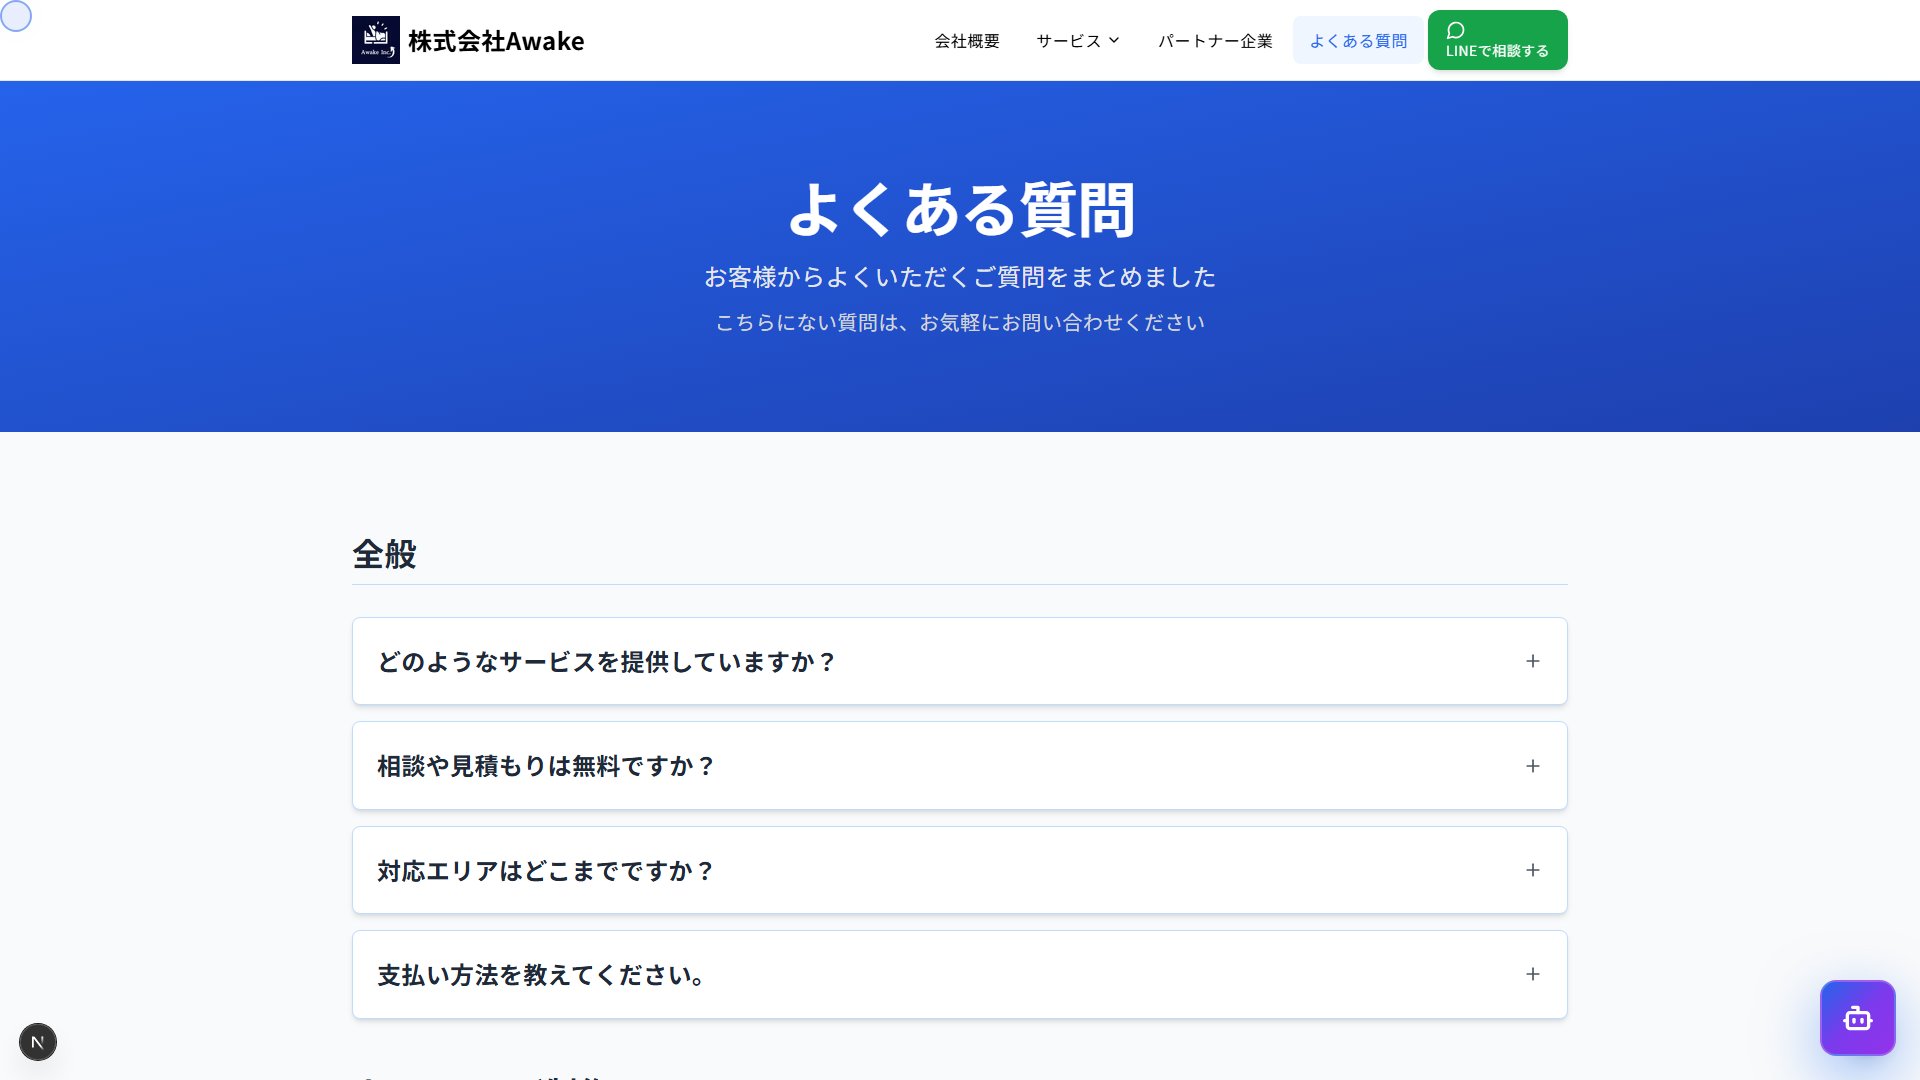 Awake Inc.
株式会社Awake
会社概要
サービス
パートナー企業
よくある質問
LINEで相談する
よくある質問
お客様からよくいただくご質問をまとめました
こちらにない質問は、お気軽にお問い合わせください
全般
どのようなサービスを提供していますか？
相談や見積もりは無料ですか？
対応エリアはどこまでですか？
支払い方法を教えてください。
N